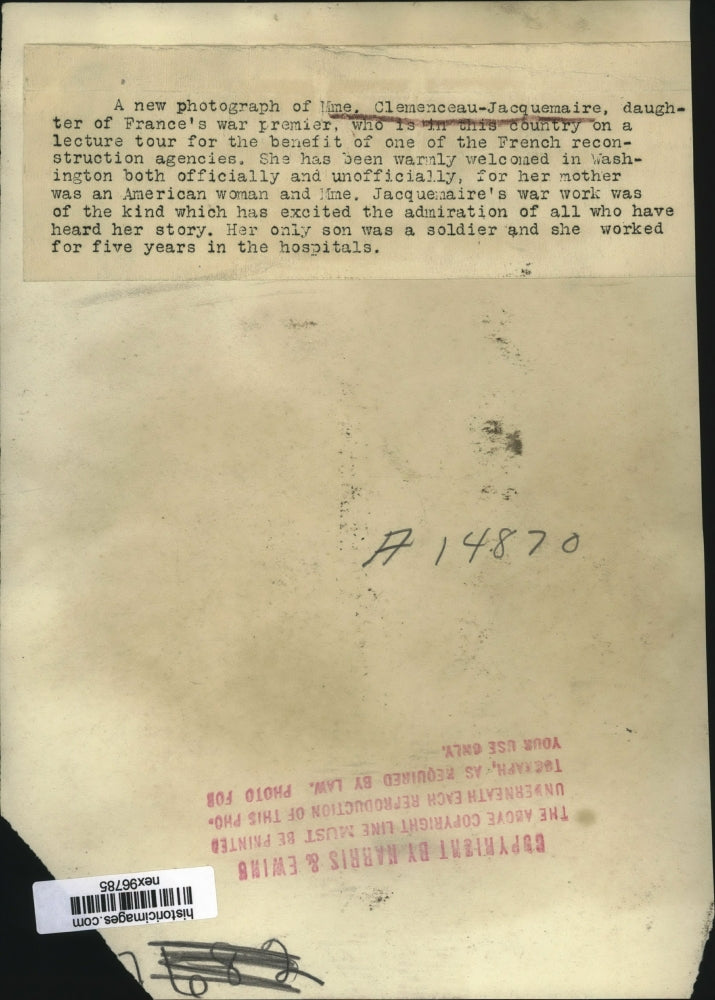 A new photograph of Mme. Clemenceau-Jacquemaire, daugh-
ter of France's war premier, who is in this country on a
lecture tour for the benefit of one of the French recon-
struction agencies. She has been warmly welcomed in Wash-
ington both officially and unofficially, for her mother
was an American woman and Mme. Jacquemaire's war work was
of the kind which has excited the admiration of all who have
heard her story. Her only son was a soldier and she worked
for five years in the hospitals.
A 14870
COPYRIGHT BY HARRIS & EWING
THE ABOVE COPYRIGHT LINE MUST BE PRINTED
UNDERNEATH EACH REPRODUCTION OF THIS PHO-
TOGRAPH, AS REQUIRED BY LAW. PHOTO FOR
YOUR USE ONLY.
historicimages.com
nex96785